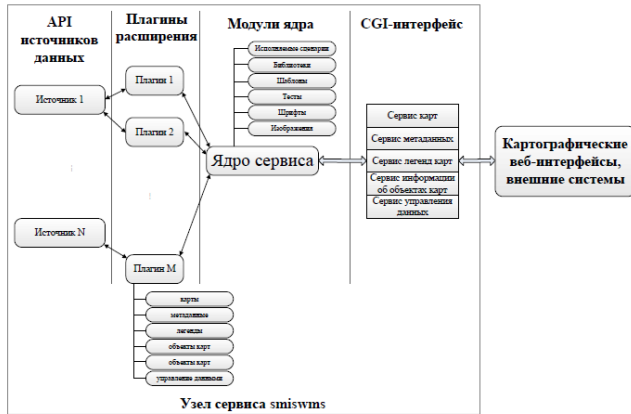 API
источников
данных
Плагины
расширения
Модули ядра
CGI-интерфейс
Источник 1
Источник N
Плагин 1
Плагин 2
Плагин M
карты
метаданные
легенды
объекты карт
объекты карт
управление данными
Исполняемые сценарии
Библиотеки
Шаблоны
Тесты
Шрифты
Изображения
Ядро сервиса
Сервис карт
Сервис метаданных
Сервис легенд карт
Сервис информации
об объектах карт
Сервис управления
данных
Картографические
веб-интерфейсы,
внешние системы
Узел сервиса smiswms